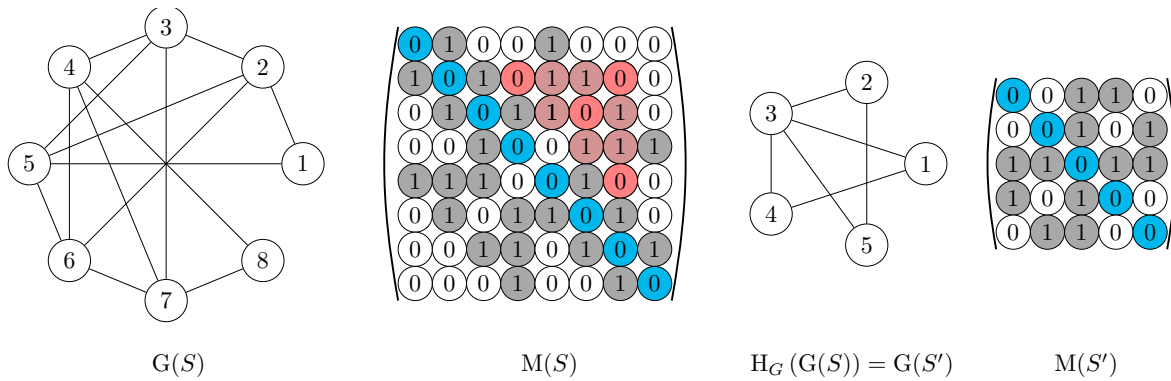 3
4 2
5 1
6 8
7
G(S)
0 1 0 0 1 0 0 0
1 0 1 0 1 1 0 0
0 1 0 1 1 0 1 0
0 0 1 0 0 1 1 1
1 1 1 0 0 1 0 0
0 1 0 1 1 0 1 0
0 0 1 1 0 1 0 1
0 0 0 1 0 0 1 0
M(S)
2
3
1
4
5
H_G (G(S)) = G(S′)
0 0 1 1 0
0 0 1 0 1
1 1 0 1 1
1 0 1 0 0
0 1 1 0 0
M(S′)